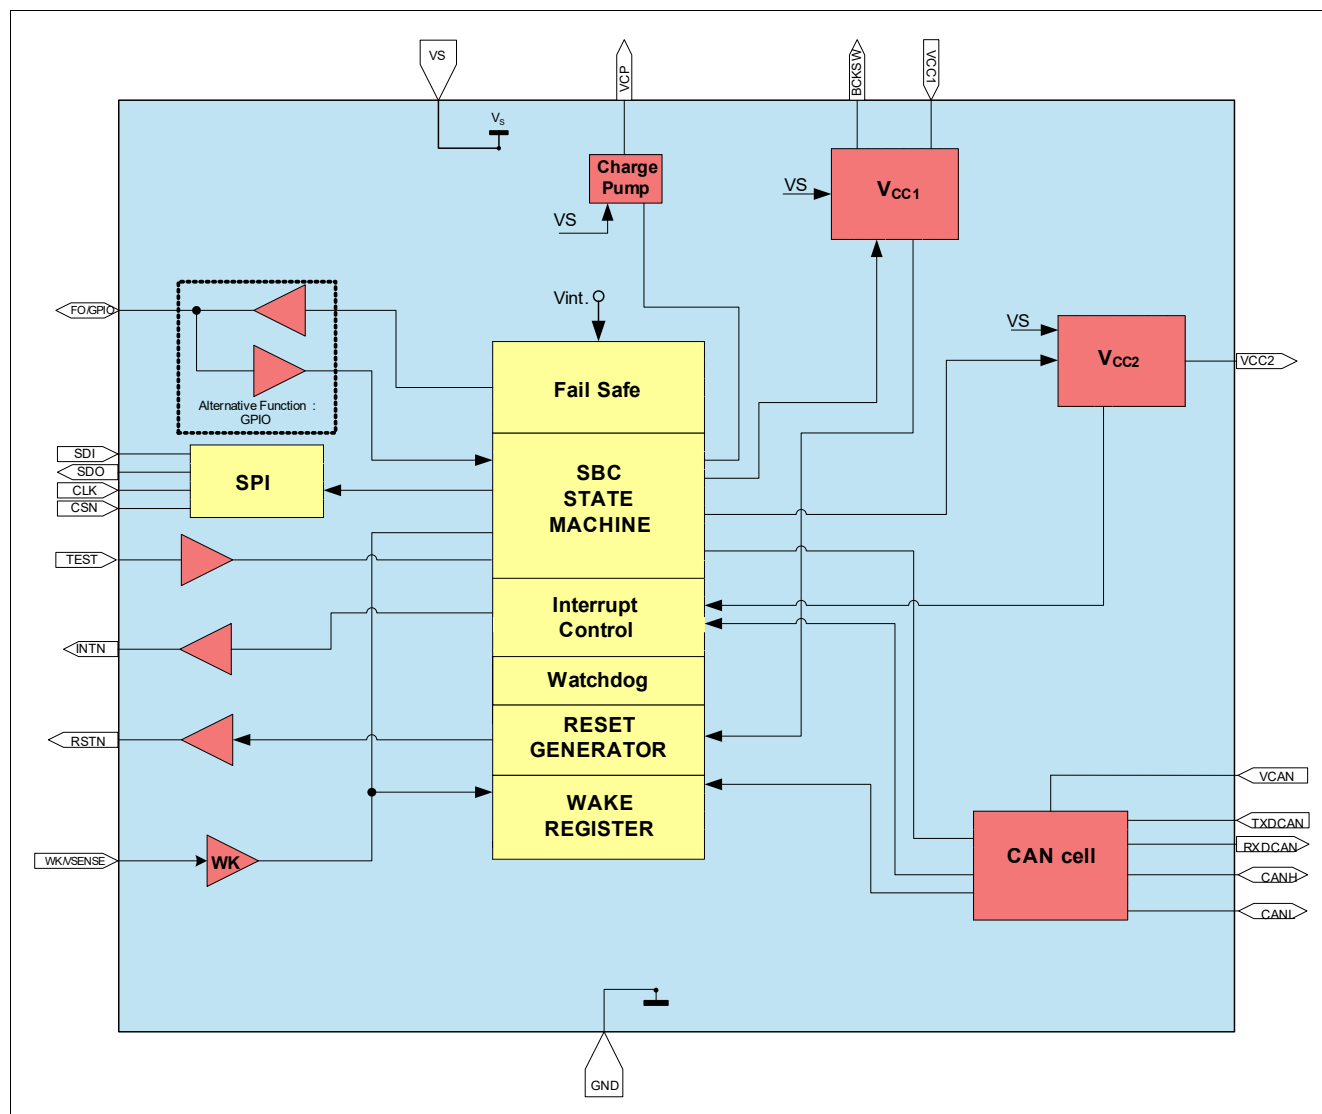 VS
VCP
BCKSW
VCC1
VS
Charge
Pump
VS
VS
VCC1
FO/GPIO
Vint.
VS
VCC2
VCC2
Alternative Function :
GPIO
Fail Safe
SDI
SDO
CLK
CSN
SPI
SBC
STATE
MACHINE
TEST
Interrupt
Control
INTN
Watchdog
RSTN
RESET
GENERATOR
WAKE
REGISTER
WK/VSENSE
WK
VCAN
TXDCAN
RXDCAN
CANH
CANL
CAN cell
GND